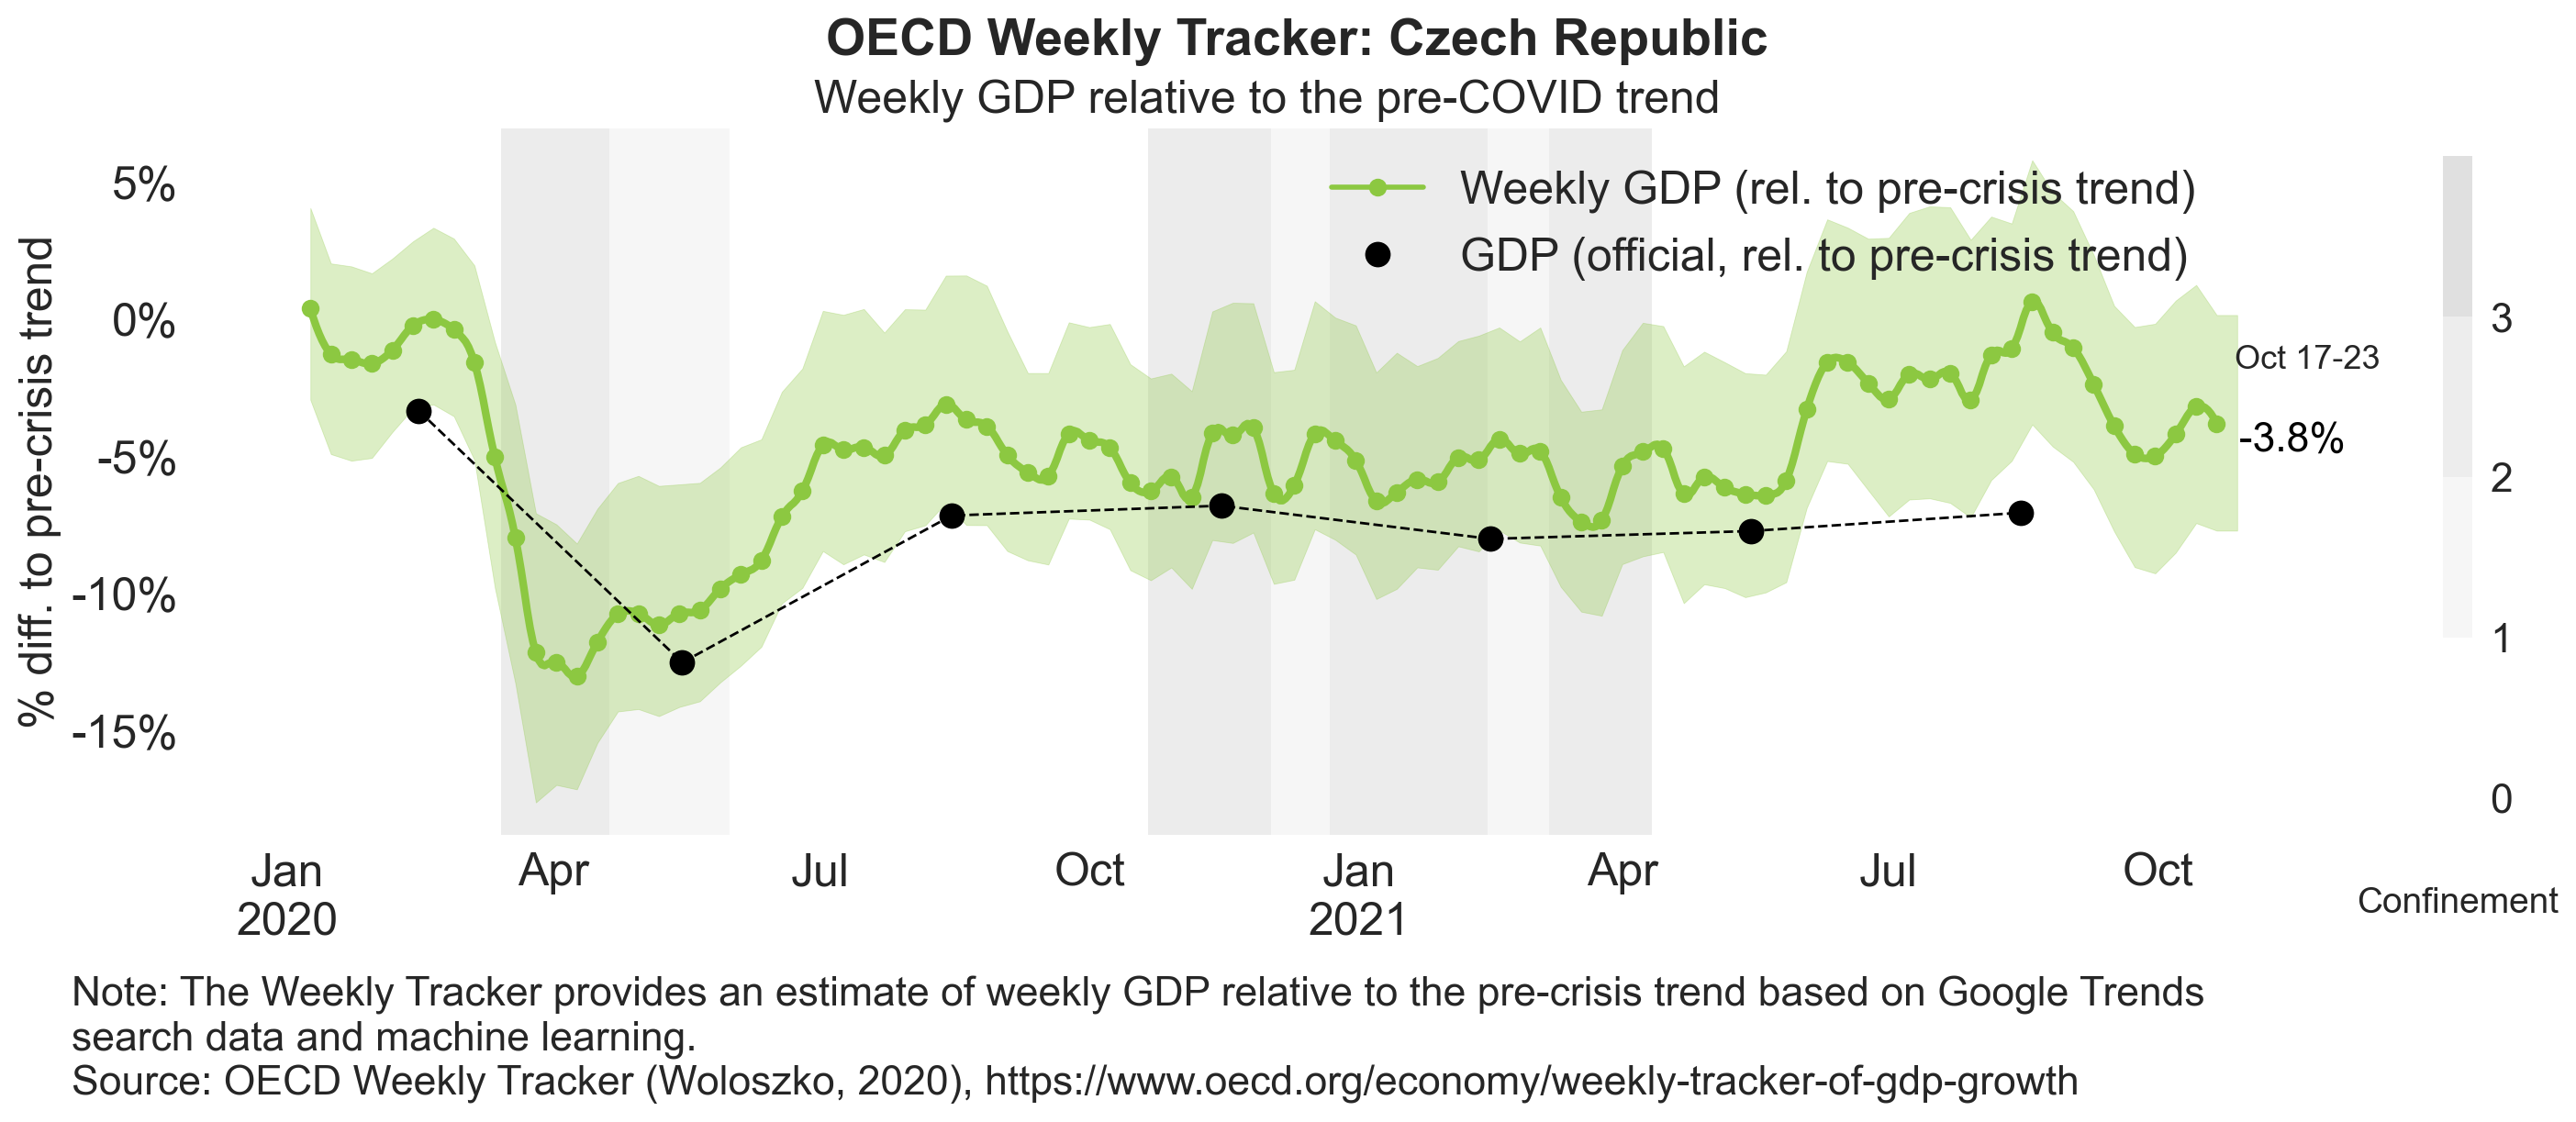 OECD Weekly Tracker: Czech Republic
Weekly GDP relative to the pre-COVID trend
% diff. to pre-crisis trend
5%
0%
-5%
-10%
-15%
Weekly GDP (rel. to pre-crisis trend)
GDP (official, rel. to pre-crisis trend)
Oct 17-23
-3.8%
3
2
1
0
Confinement
Jan Apr Jul Oct Jan Apr Jul Oct
2020 2021
Note: The Weekly Tracker provides an estimate of weekly GDP relative to the pre-crisis trend based on Google Trends
search data and machine learning.
Source: OECD Weekly Tracker (Woloszko, 2020), https://www.oecd.org/economy/weekly-tracker-of-gdp-growth